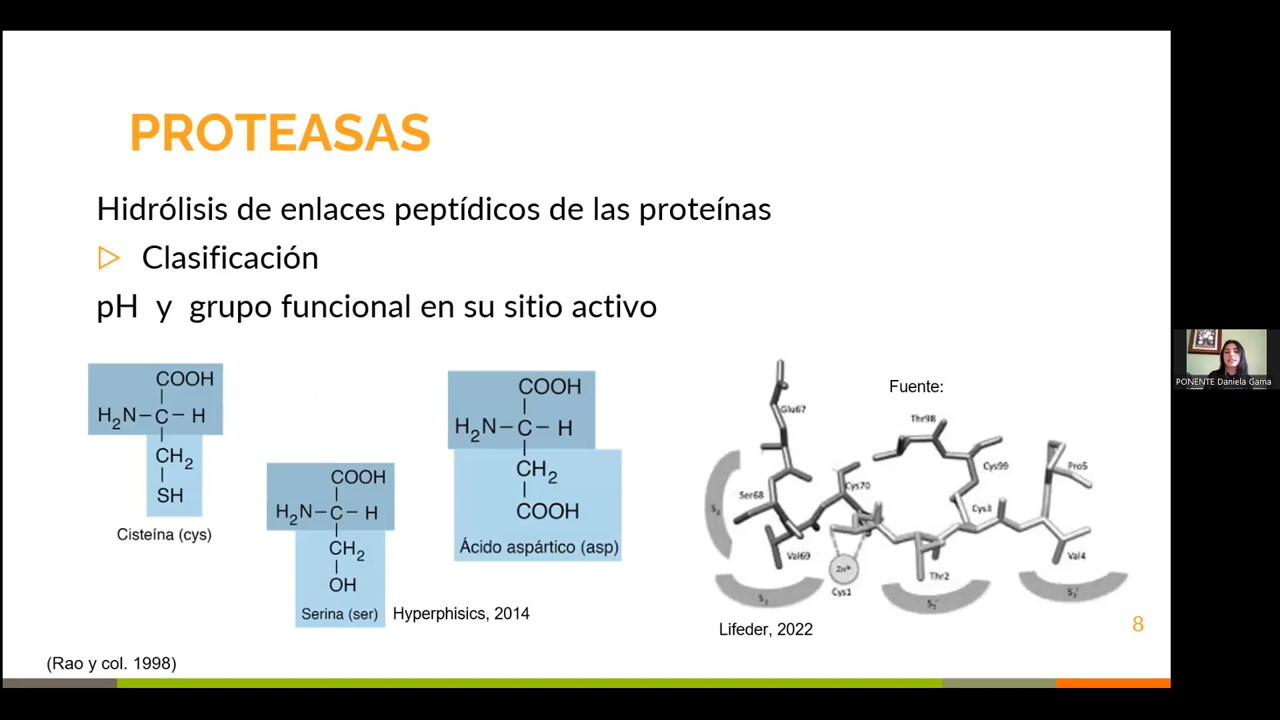 PROTEASAS
Hidrólisis de enlaces peptídicos de las proteínas
Clasificación
pH y grupo funcional en su sitio activo
COOH
H2N–C–H
CH2
SH
Cisteína (cys)
COOH
H2N–C–H
CH2
OH
Serina (ser)
Hyperphisics, 2014
COOH
H2N–C–H
CH2
COOH
Ácido aspártico (asp)
Fuente:
Glu67
Thr98
Cys99
Pro5
Ser68
Cys70
Cys3
Val69
Thr2
Val4
Cys1
Lifeder, 2022
8
(Rao y col. 1998)
PONENTE Daniela Gama